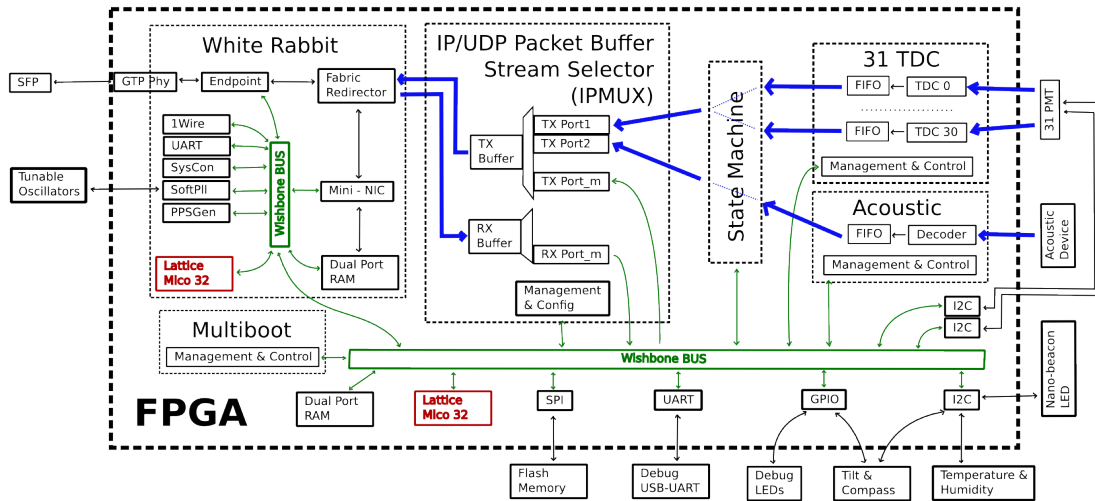 White Rabbit
IP/UDP Packet Buffer
Stream Selector
(IPMUX)
31 TDC
SFP
GTP Phy
Endpoint
Fabric
Redirector
FIFO
TDC 0
...................
FIFO
TDC 30
Management & Control
31 PMT
1Wire
UART
SysCon
SoftPll
PPSGen
Wishbone BUS
Mini - NIC
Tunable
Oscillators
Lattice
Mico 32
Dual Port
RAM
TX
Buffer
TX Port1
TX Port2
TX Port_m
RX
Buffer
RX Port_m
Management
& Config
State Machine
Acoustic
FIFO
Decoder
Management & Control
Acoustic
Device
I2C
I2C
Multiboot
Management & Control
Wishbone BUS
FPGA
Dual Port
RAM
Lattice
Mico 32
SPI
UART
GPIO
I2C
Nano-beacon
LED
Flash
Memory
Debug
USB-UART
Debug
LEDs
Tilt &
Compass
Temperature &
Humidity